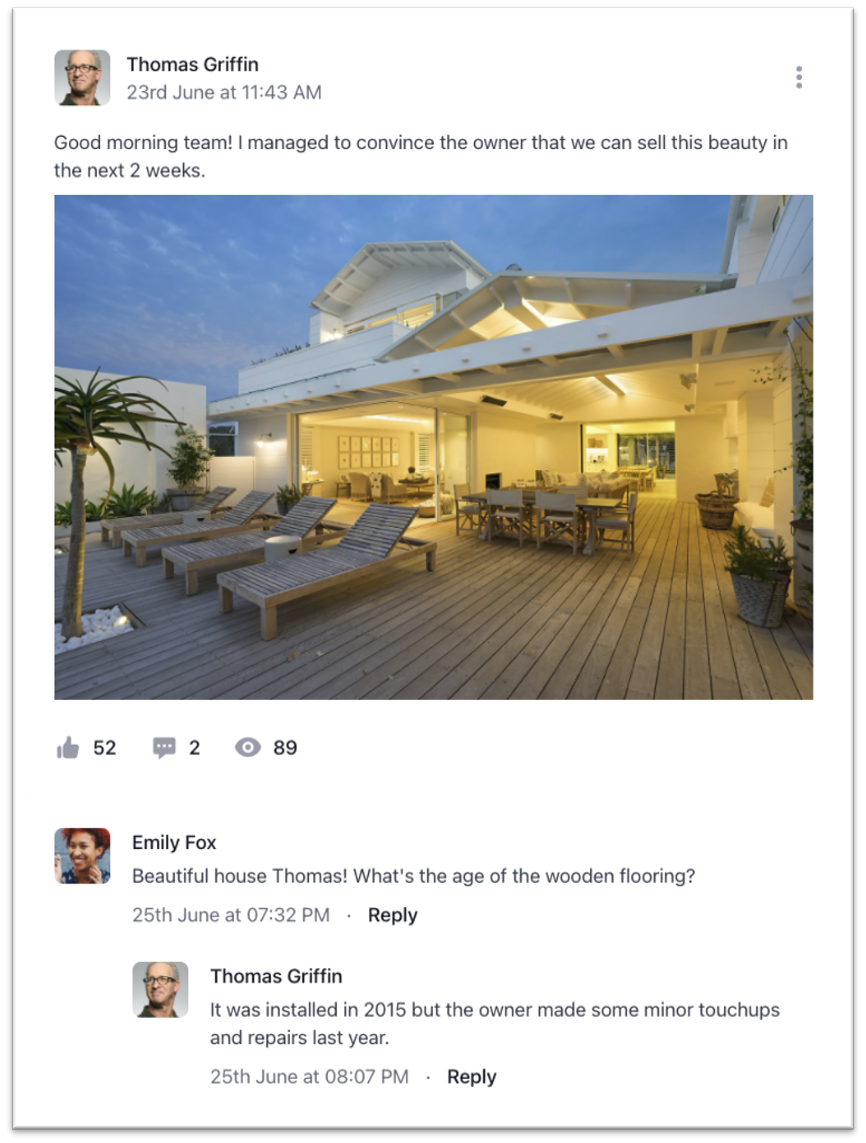 Thomas Griffin
23rd June at 11:43 AM
Good morning team! I managed to convince the owner that we can sell this beauty in
the next 2 weeks.
52 2 89
Emily Fox
Beautiful house Thomas! What's the age of the wooden flooring?
25th June at 07:32 PM · Reply
Thomas Griffin
It was installed in 2015 but the owner made some minor touchups
and repairs last year.
25th June at 08:07 PM · Reply